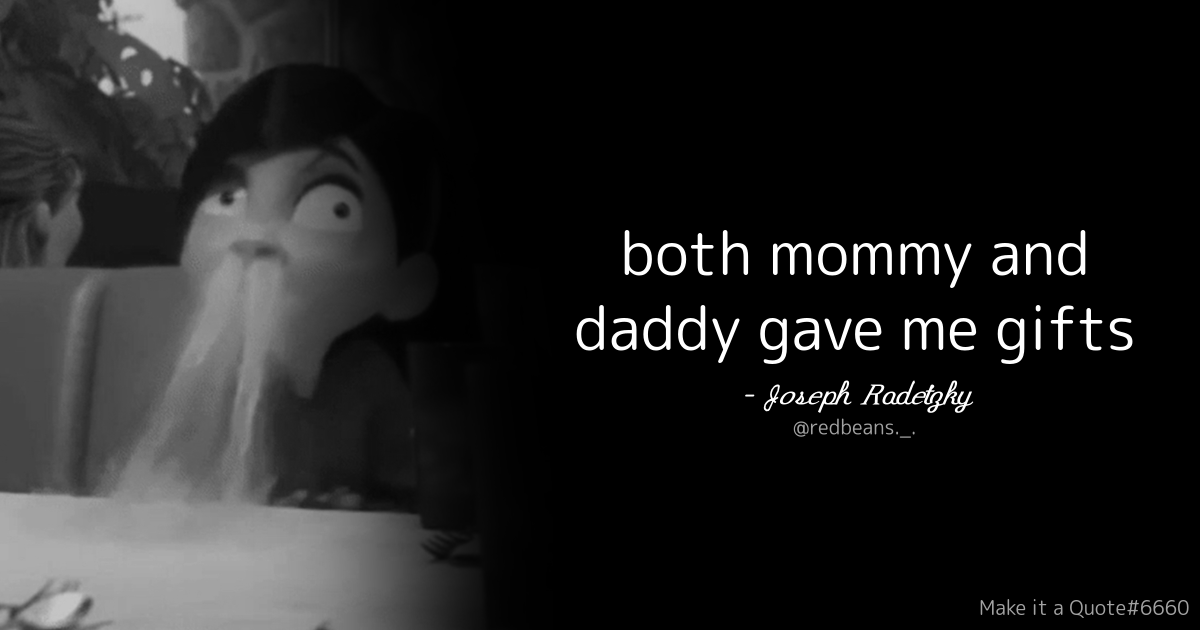 both mommy and
daddy gave me gifts
- Joseph Radetzky
@redbeans._.
Make it a Quote#6660